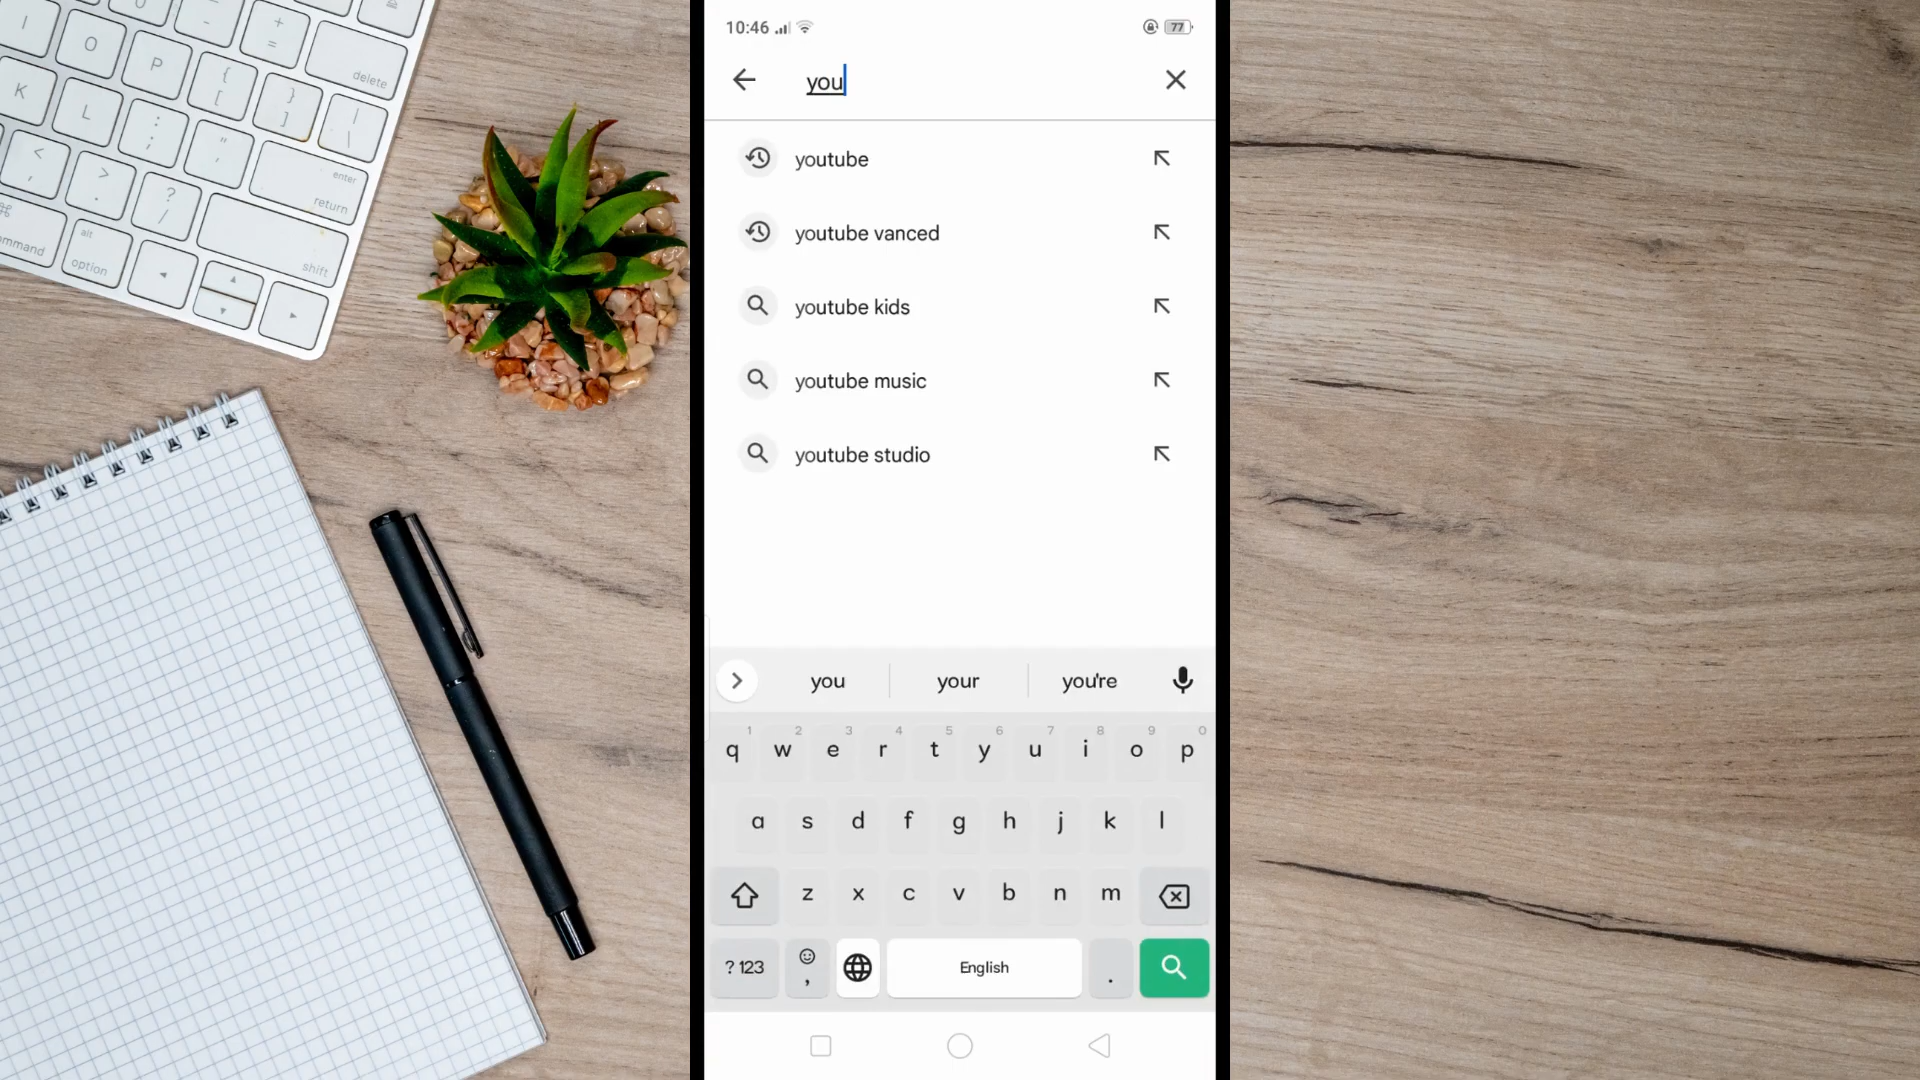 10:46
77
you
youtube
youtube vanced
youtube kids
youtube music
youtube studio
you your you're
1 2 3 4 5 6 7 8 9 0
q w e r t y u i o p
a s d f g h j k l
z x c v b n m
?123 , English .
I O P { [ } ] | \ delete
K L : ; " ' enter return
< , > . ? / shift
⌘ ommand alt option
- + =